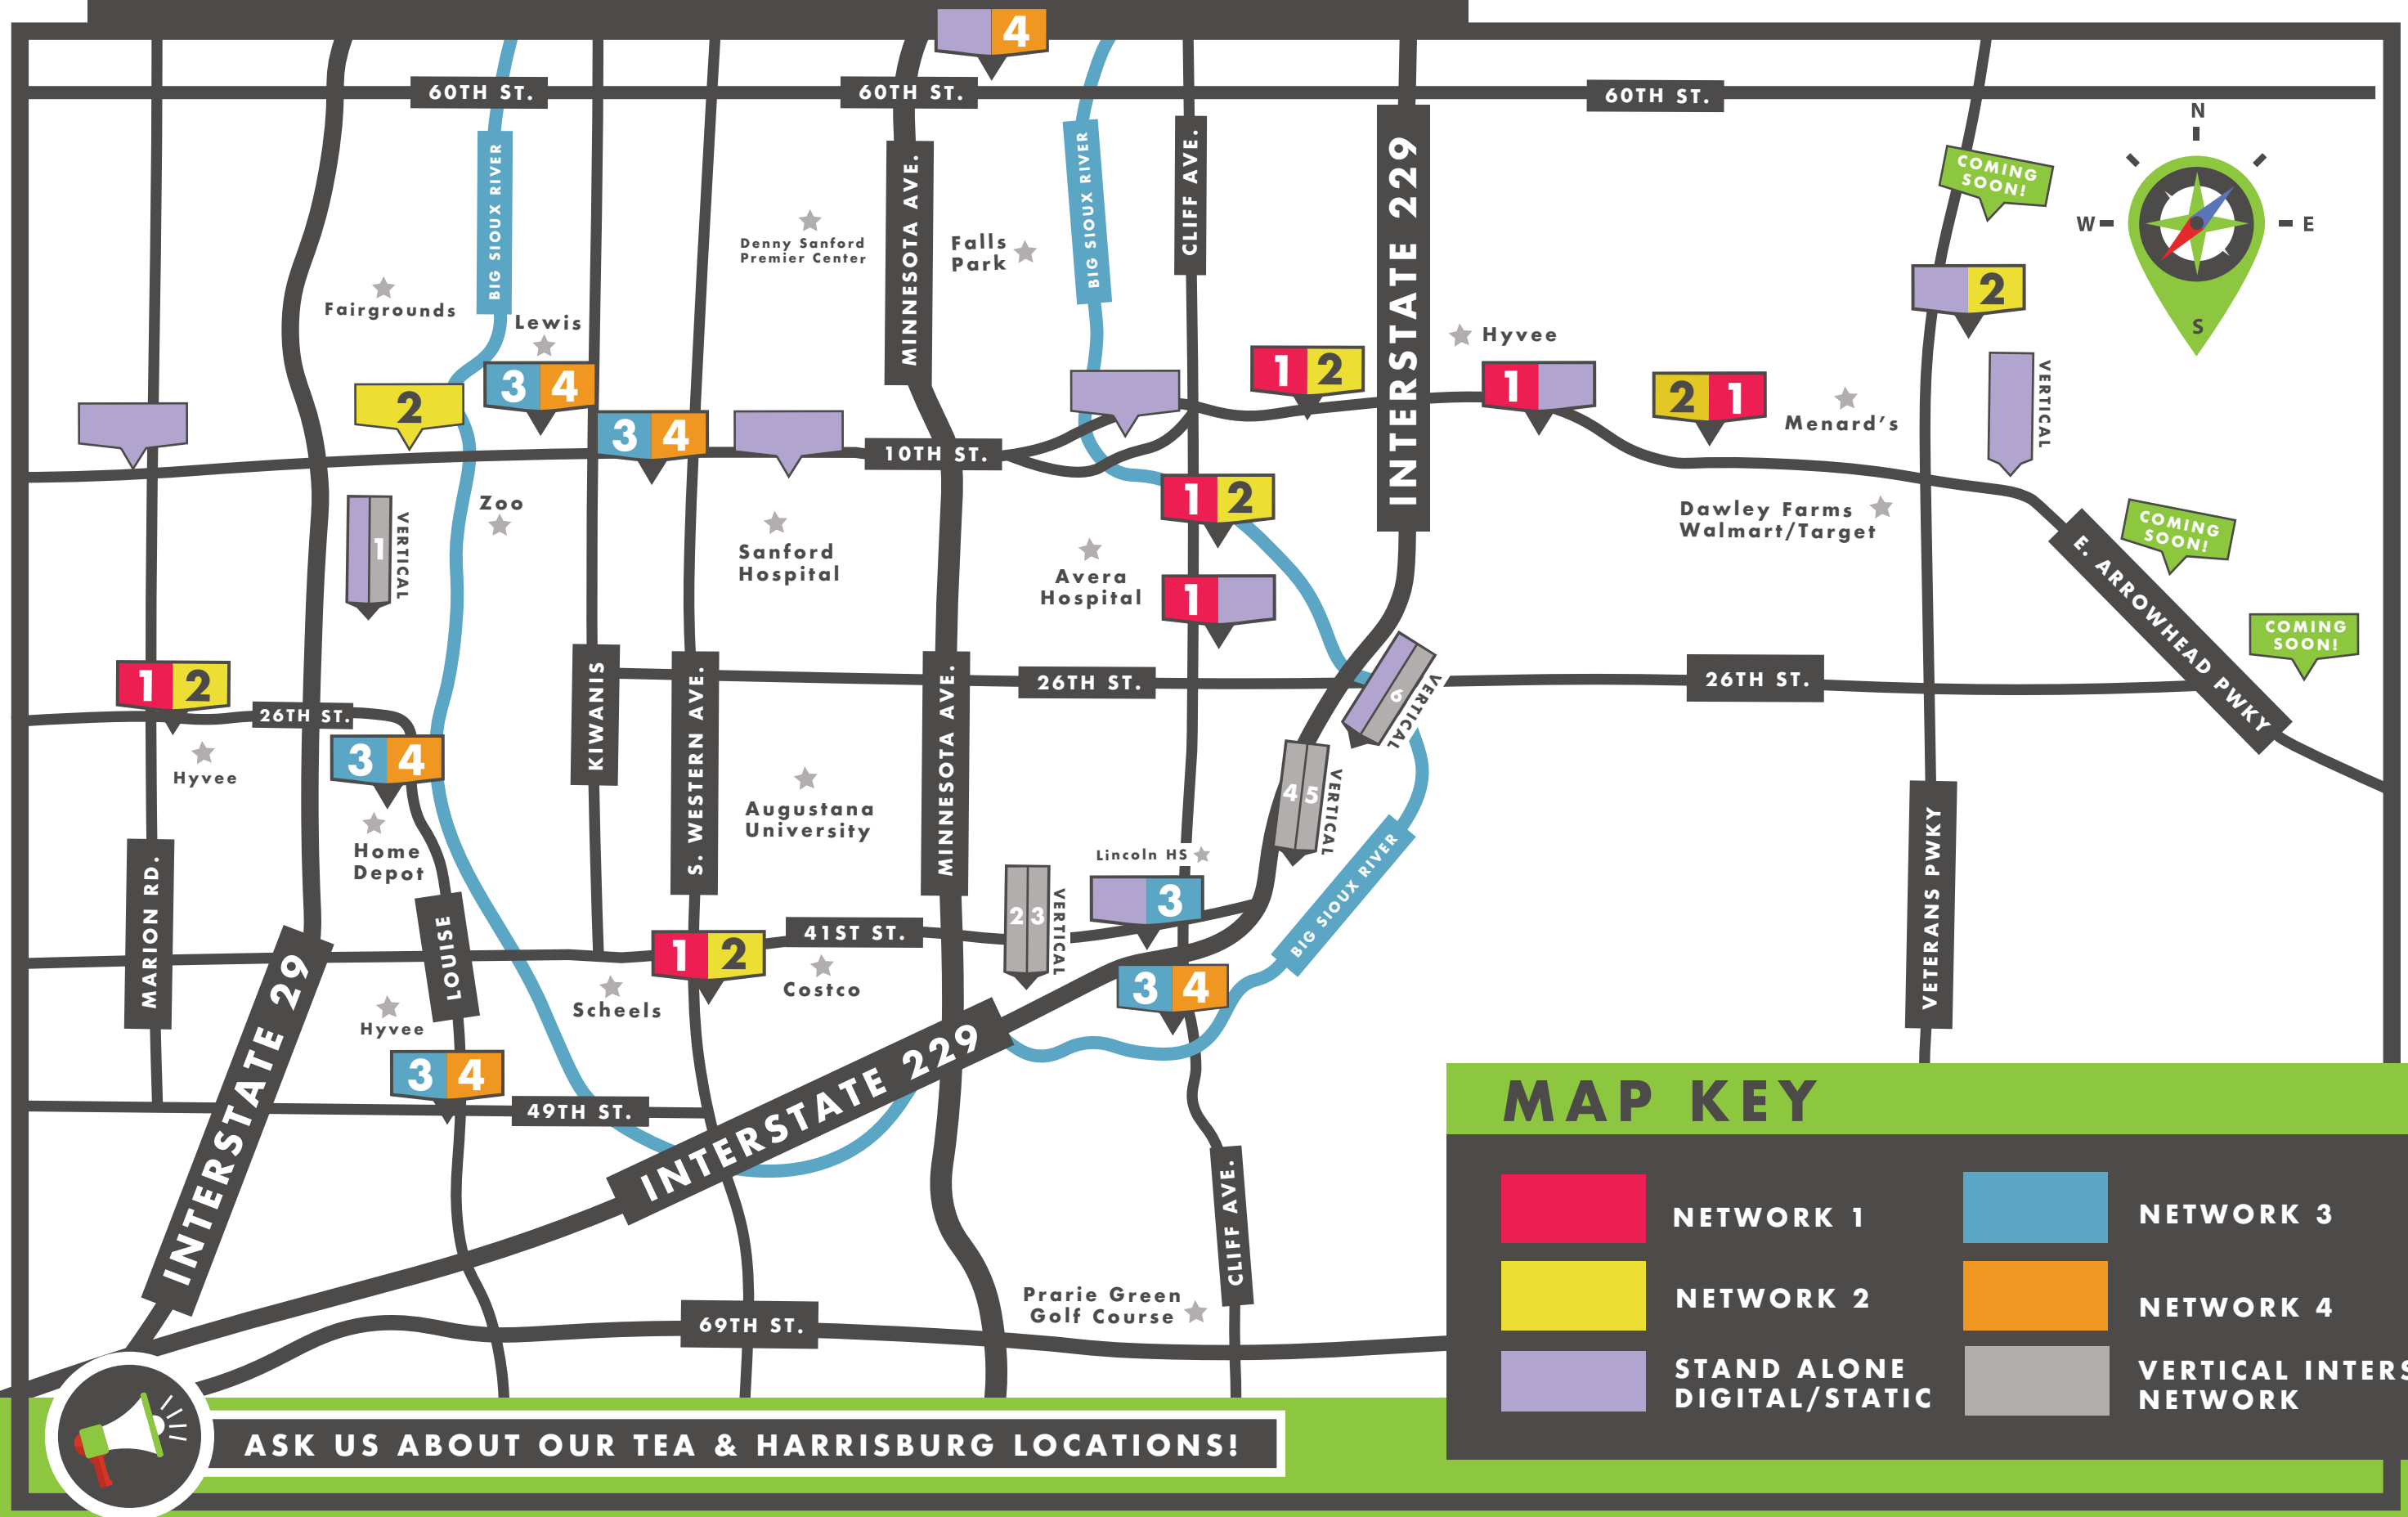 4
60TH ST.
60TH ST.
60TH ST.
N
W
E
S
BIG SIOUX RIVER
MINNESOTA AVE.
BIG SIOUX RIVER
CLIFF AVE.
INTERSTATE 229
COMING
SOON!
Denny Sanford
Premier Center
Falls
Park
Fairgrounds
Lewis
2
Hyvee
1 2
1
2 1
Menard's
VERTICAL
3 4
2
3 4
10TH ST.
1 2
Zoo
1
VERTICAL
Sanford
Hospital
Avera
Hospital
1
Dawley Farms
Walmart/Target
COMING
SOON!
E. ARROWHEAD PWKY
COMING
SOON!
1 2
26TH ST.
KIWANIS
S. WESTERN AVE.
MINNESOTA AVE.
26TH ST.
6
VERTICAL
26TH ST.
Hyvee
3 4
Home
Depot
Augustana
University
4 5
VERTICAL
Lincoln HS
BIG SIOUX RIVER
VETERANS PWKY
MARION RD.
LOUISE
2 3
VERTICAL
3
41ST ST.
1 2
INTERSTATE 29
Costco
Scheels
Hyvee
3 4
3 4
49TH ST.
INTERSTATE 229
CLIFF AVE.
Prarie Green
Golf Course
69TH ST.
MAP KEY
NETWORK 1
NETWORK 3
NETWORK 2
NETWORK 4
STAND ALONE
DIGITAL/STATIC
VERTICAL INTERS
NETWORK
ASK US ABOUT OUR TEA & HARRISBURG LOCATIONS!